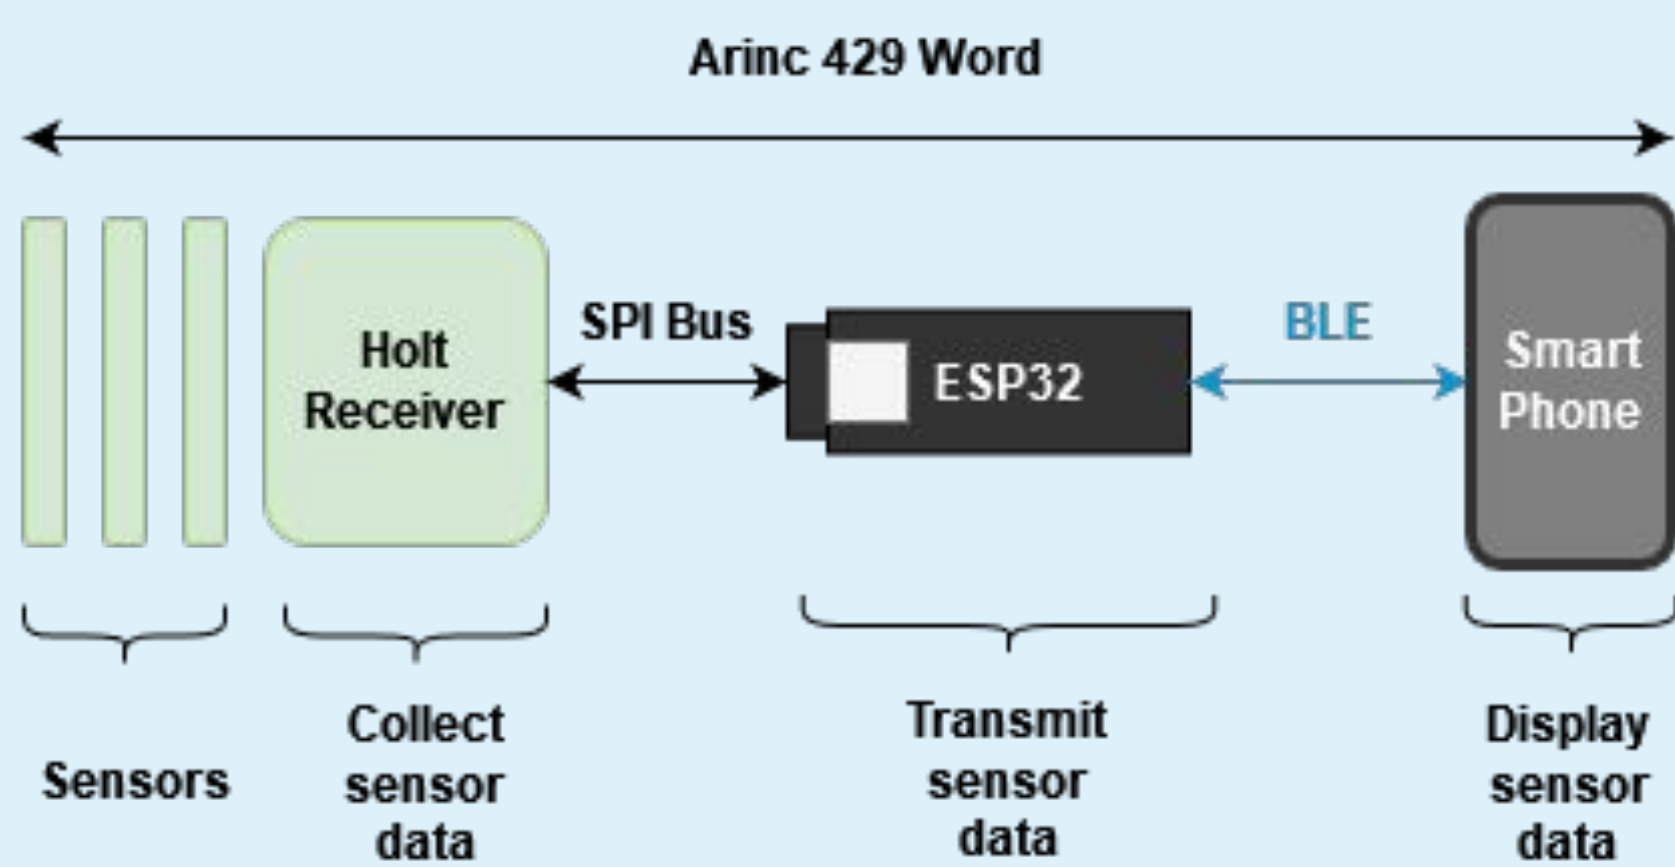 Arinc 429 Word
Holt
Receiver
SPI Bus
ESP32
BLE
Smart
Phone
Sensors
Collect
sensor
data
Transmit
sensor
data
Display
sensor
data